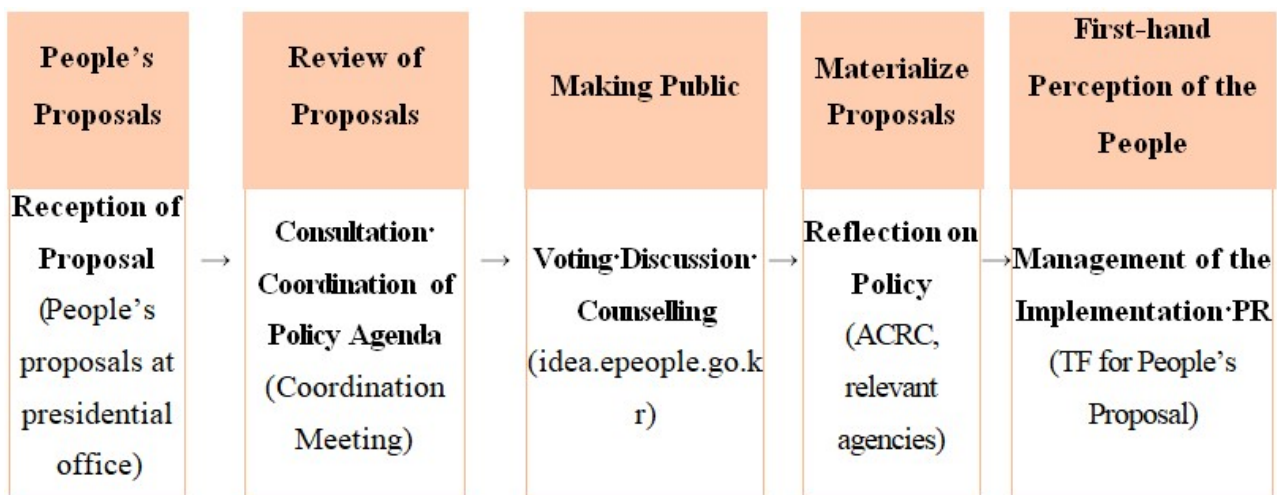 People’s
Proposals
Review of
Proposals
Making Public
Materialize
Proposals
First-hand
Perception of the
People
Reception of
Proposal
(People’s
proposals at
presidential
office)
→
Consultation·
Coordination of
Policy Agenda
(Coordination
Meeting)
→
Voting·Discussion·
Counselling
(idea.epeople.go.k
r)
→
Reflection on
Policy
(ACRC,
relevant
agencies)
→
Management of the
Implementation·PR
(TF for People’s
Proposal)